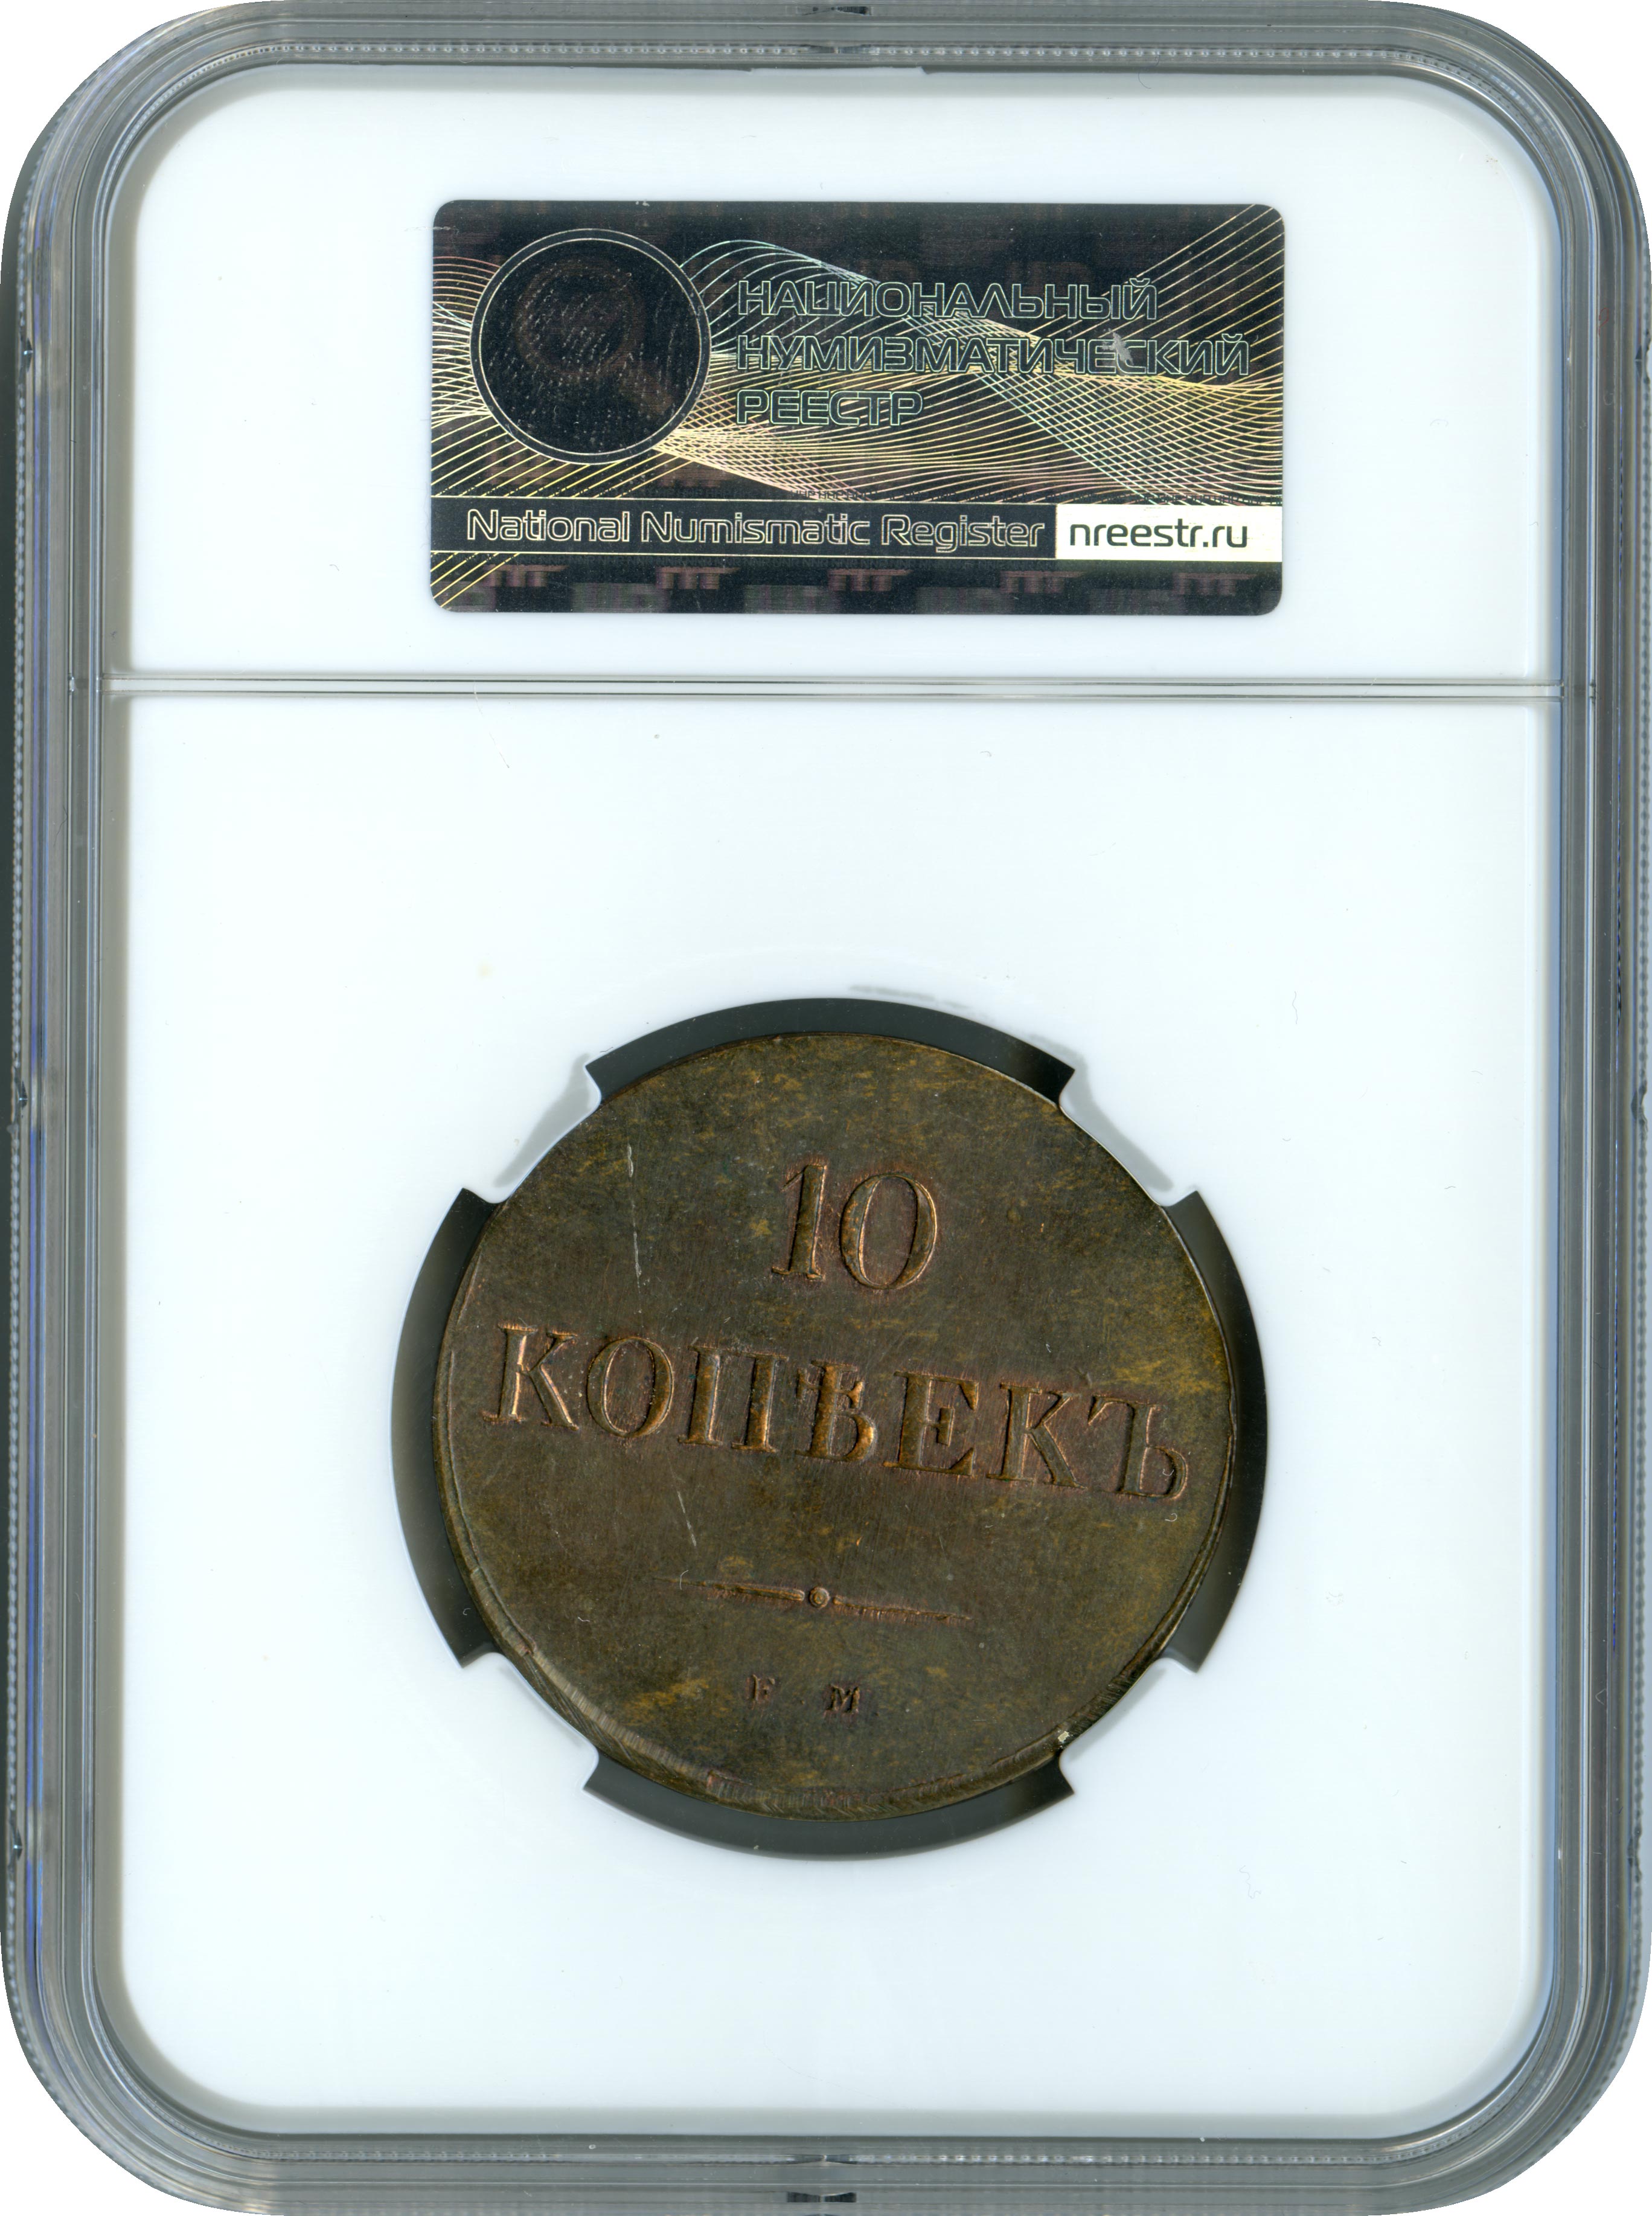 НАЦИОНАЛЬНЫЙ
НУМИЗМАТИЧЕСКИЙ
РЕЕСТР
National Numismatic Register nreestr.ru
10
КОПѢЕКЪ
Е М